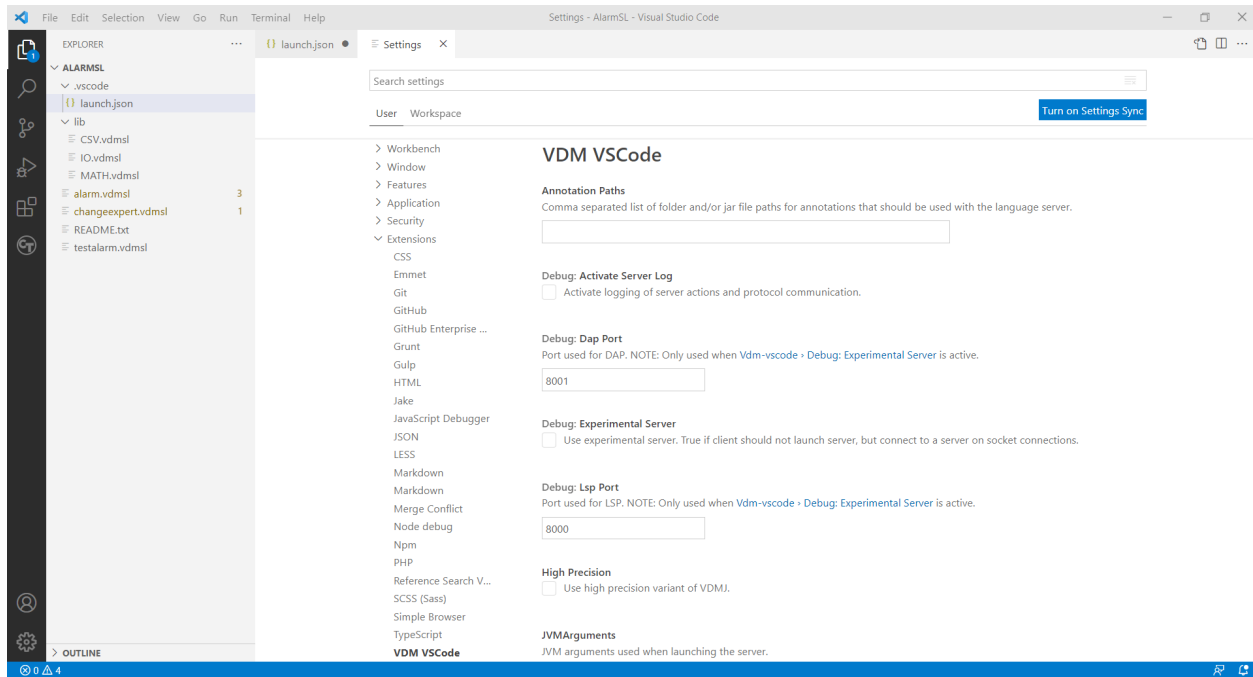 File Edit Selection View Go Run Terminal Help
Settings - AlarmSL - Visual Studio Code
EXPLORER
launch.json
Settings
1
ALARMSL
.vscode
{} launch.json
lib
CSV.vdmsl
IO.vdmsl
MATH.vdmsl
alarm.vdmsl 3
changeexpert.vdmsl 1
README.txt
testalarm.vdmsl
OUTLINE
Search settings
User Workspace
Turn on Settings Sync
Workbench
Window
Features
Application
Security
Extensions
CSS
Emmet
Git
GitHub
GitHub Enterprise ...
Grunt
Gulp
HTML
Jake
JavaScript Debugger
JSON
LESS
Markdown
Markdown
Merge Conflict
Node debug
Npm
PHP
Reference Search V...
SCSS (Sass)
Simple Browser
TypeScript
VDM VSCode
VDM VSCode
Annotation Paths
Comma separated list of folder and/or jar file paths for annotations that should be used with the language server.
Debug: Activate Server Log
Activate logging of server actions and protocol communication.
Debug: Dap Port
Port used for DAP. NOTE: Only used when Vdm-vscode › Debug: Experimental Server is active.
8001
Debug: Experimental Server
Use experimental server. True if client should not launch server, but connect to a server on socket connections.
Debug: Lsp Port
Port used for LSP. NOTE: Only used when Vdm-vscode › Debug: Experimental Server is active.
8000
High Precision
Use high precision variant of VDMJ.
JVMArguments
JVM arguments used when launching the server.
0 4